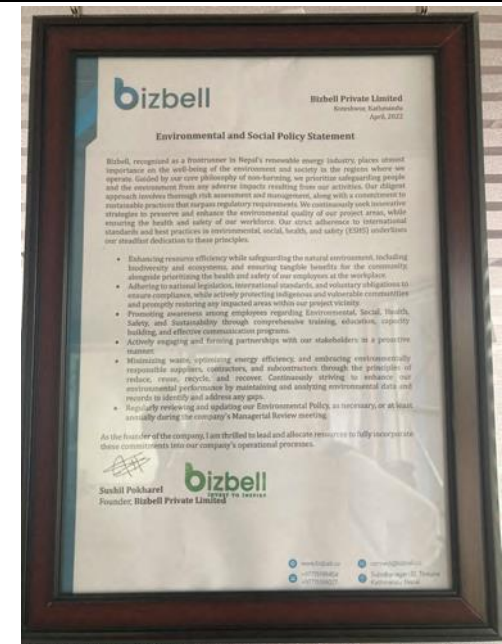 bizbell
Bizbell Private Limited
Kathmandu
April, 2022
Environmental and Social Policy Statement
Bizbell, recognized as a frontrunner in Nepal's renewable energy industry, places utmost
importance on the well-being of the environment and society in the regions where we
operate. Guided by our core philosophy of non-harming, we prioritize safeguarding people
and the environment from any adverse impacts resulting from our activities. Our diligent
approach involves thorough risk assessment and management, along with a commitment to
sustainable practices that surpass regulatory requirements. We continuously seek innovative
strategies to preserve and enhance the environmental quality of our project areas, while
ensuring the health and safety of our workforce. Our strict adherence to international
standards and best practices in environmental, social, health, and safety (ESHS) underlines
our steadfast dedication to these principles.
• Enhancing resource efficiency while safeguarding the natural environment, including
biodiversity and ecosystems, and ensuring tangible benefits for the community,
alongside prioritizing the health and safety of our employees at the workplace.
• Adhering to national legislation, international standards, and voluntary obligations to
ensure compliance, while actively protecting indigenous and vulnerable communities
and promptly restoring any impacted areas within our project vicinity.
• Promoting awareness among employees regarding Environmental, Social, Health,
Safety, and Sustainability through comprehensive training, education, capacity
building, and effective communication programs.
• Actively engaging and forming partnerships with our stakeholders in a proactive
manner.
• Minimizing waste, optimizing energy efficiency, and embracing environmentally
responsible suppliers, contractors, and subcontractors through the principles of
reduce, reuse, recycle, and recover. Continuously striving to enhance our
environmental performance by maintaining and analyzing environmental data and
records to identify and address any gaps.
• Regularly reviewing and updating our Environmental Policy, as necessary, or at least
annually during the company's Managerial Review meeting.
As the founder of the company, I am thrilled to lead and allocate resources to fully incorporate
these commitments into our company's operational processes.
bizbell
INVEST TO INSPIRE
Sushil Pokharel
Founder, Bizbell Private Limited